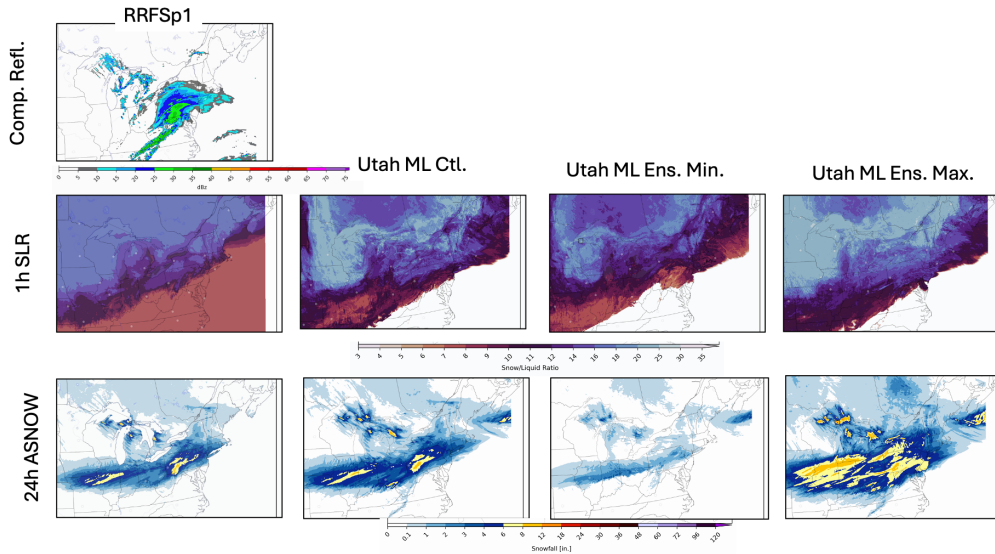 RRFSp1
Comp. Refl.
0 5 10 15 20 25 30 35 40 45 50 55 60 65 70 75
dBz
Utah ML Ctl.
Utah ML Ens. Min.
Utah ML Ens. Max.
1h SLR
3 4 5 6 7 8 9 10 11 12 14 16 18 20 25 35
Snow/Liquid Ratio
24h ASNOW
0 0.1 1 2 3 4 6 8 12 18 24 30 36 48 60 72 96 120
Snowfall [in.]